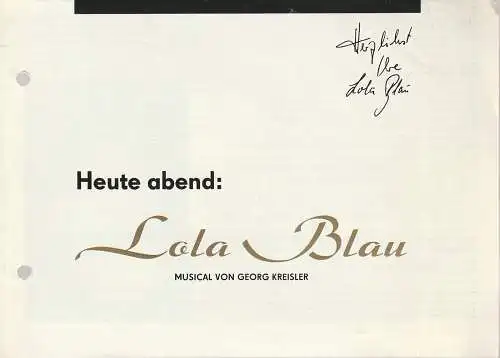 Herzlichst
Ihre
Lola Blau
Heute abend:
Lola Blau
MUSICAL VON GEORG KREISLER